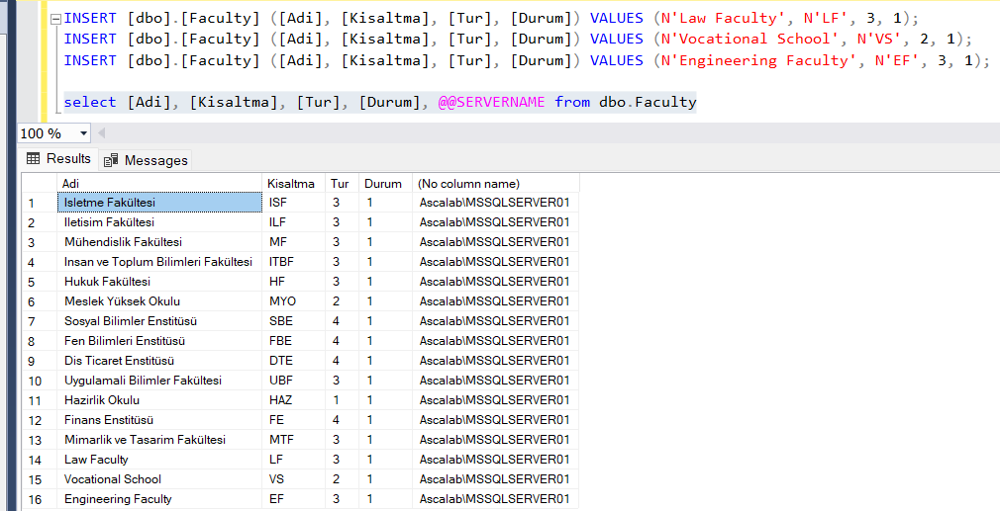 INSERT [dbo].[Faculty] ([Adi], [Kisaltma], [Tur], [Durum]) VALUES (N'Law Faculty', N'LF', 3, 1);
INSERT [dbo].[Faculty] ([Adi], [Kisaltma], [Tur], [Durum]) VALUES (N'Vocational School', N'VS', 2, 1);
INSERT [dbo].[Faculty] ([Adi], [Kisaltma], [Tur], [Durum]) VALUES (N'Engineering Faculty', N'EF', 3, 1);
select [Adi], [Kisaltma], [Tur], [Durum], @@SERVERNAME from dbo.Faculty
100 %
Results Messages
Adi Kisaltma Tur Durum (No column name)
1 Isletme Fakültesi ISF 3 1 Ascalab\MSSQLSERVER01
2 Iletisim Fakültesi ILF 3 1 Ascalab\MSSQLSERVER01
3 Mühendislik Fakültesi MF 3 1 Ascalab\MSSQLSERVER01
4 Insan ve Toplum Bilimleri Fakültesi ITBF 3 1 Ascalab\MSSQLSERVER01
5 Hukuk Fakültesi HF 3 1 Ascalab\MSSQLSERVER01
6 Meslek Yüksek Okulu MYO 2 1 Ascalab\MSSQLSERVER01
7 Sosyal Bilimler Enstitüsü SBE 4 1 Ascalab\MSSQLSERVER01
8 Fen Bilimleri Enstitüsü FBE 4 1 Ascalab\MSSQLSERVER01
9 Dis Ticaret Enstitüsü DTE 4 1 Ascalab\MSSQLSERVER01
10 Uygulamali Bilimler Fakültesi UBF 3 1 Ascalab\MSSQLSERVER01
11 Hazirlik Okulu HAZ 1 1 Ascalab\MSSQLSERVER01
12 Finans Enstitüsü FE 4 1 Ascalab\MSSQLSERVER01
13 Mimarlik ve Tasarim Fakültesi MTF 3 1 Ascalab\MSSQLSERVER01
14 Law Faculty LF 3 1 Ascalab\MSSQLSERVER01
15 Vocational School VS 2 1 Ascalab\MSSQLSERVER01
16 Engineering Faculty EF 3 1 Ascalab\MSSQLSERVER01